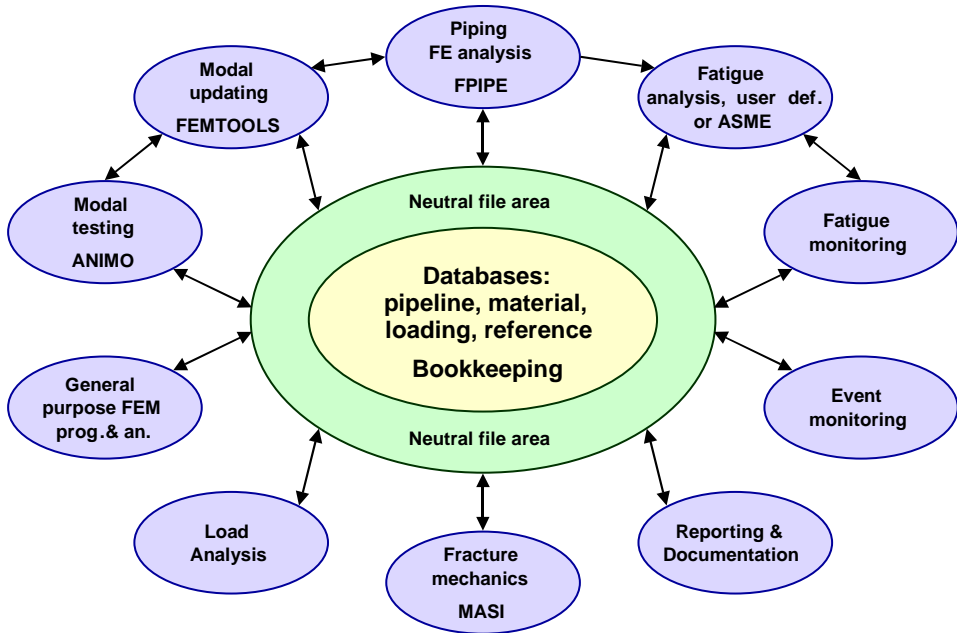 Piping
FE analysis
FPIPE
Modal
updating
FEMTOOLS
Fatigue
analysis, user def.
or ASME
Modal
testing
ANIMO
Neutral file area
Fatigue
monitoring
Databases:
pipeline, material,
loading, reference
Bookkeeping
General
purpose FEM
prog.& an.
Event
monitoring
Neutral file area
Load
Analysis
Fracture
mechanics
MASI
Reporting &
Documentation